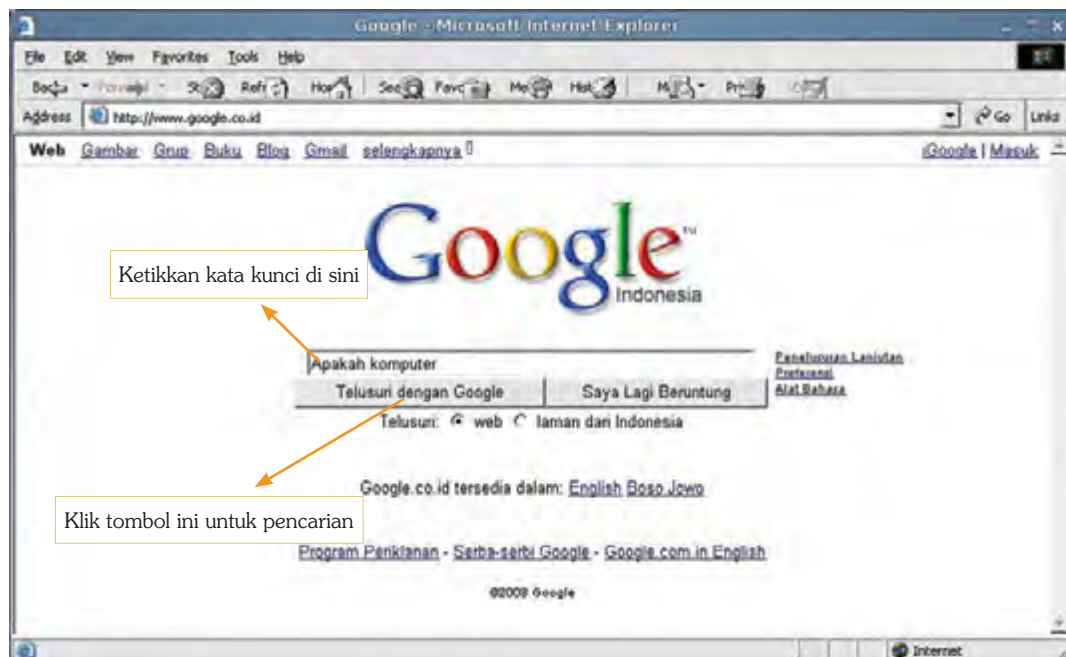 Google - Microsoft Internet Explorer
File Edit View Favorites Tools Help
Address http://www.google.co.id Go Links
Web Gambar Grup Buku Blog Gmail selengkapnya iGoogle | Masuk
Google™
Indonesia
Ketikkan kata kunci di sini
Apakah komputer
Penelusuran Lanjutan
Preferensi
Alat Bahasa
Telusuri dengan Google Saya Lagi Beruntung
Telusuri: web laman dari Indonesia
Google.co.id tersedia dalam: English Boso Jowo
Klik tombol ini untuk pencarian
Program Periklanan - Serba-serbi Google - Google.com in English
©2008 Google
Internet